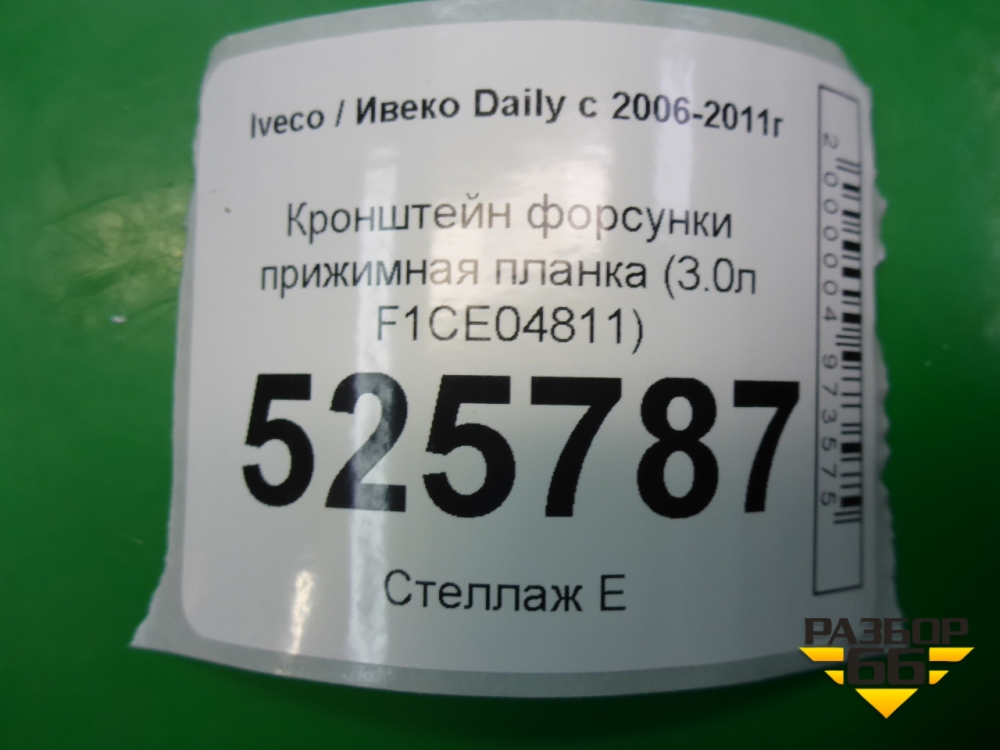 Iveco / Ивеко Daily с 2006-2011г
Кронштейн форсунки
прижимная планка (3.0л
F1CE04811)
525787
Стеллаж Е
2000004973575
РАЗБОР
66